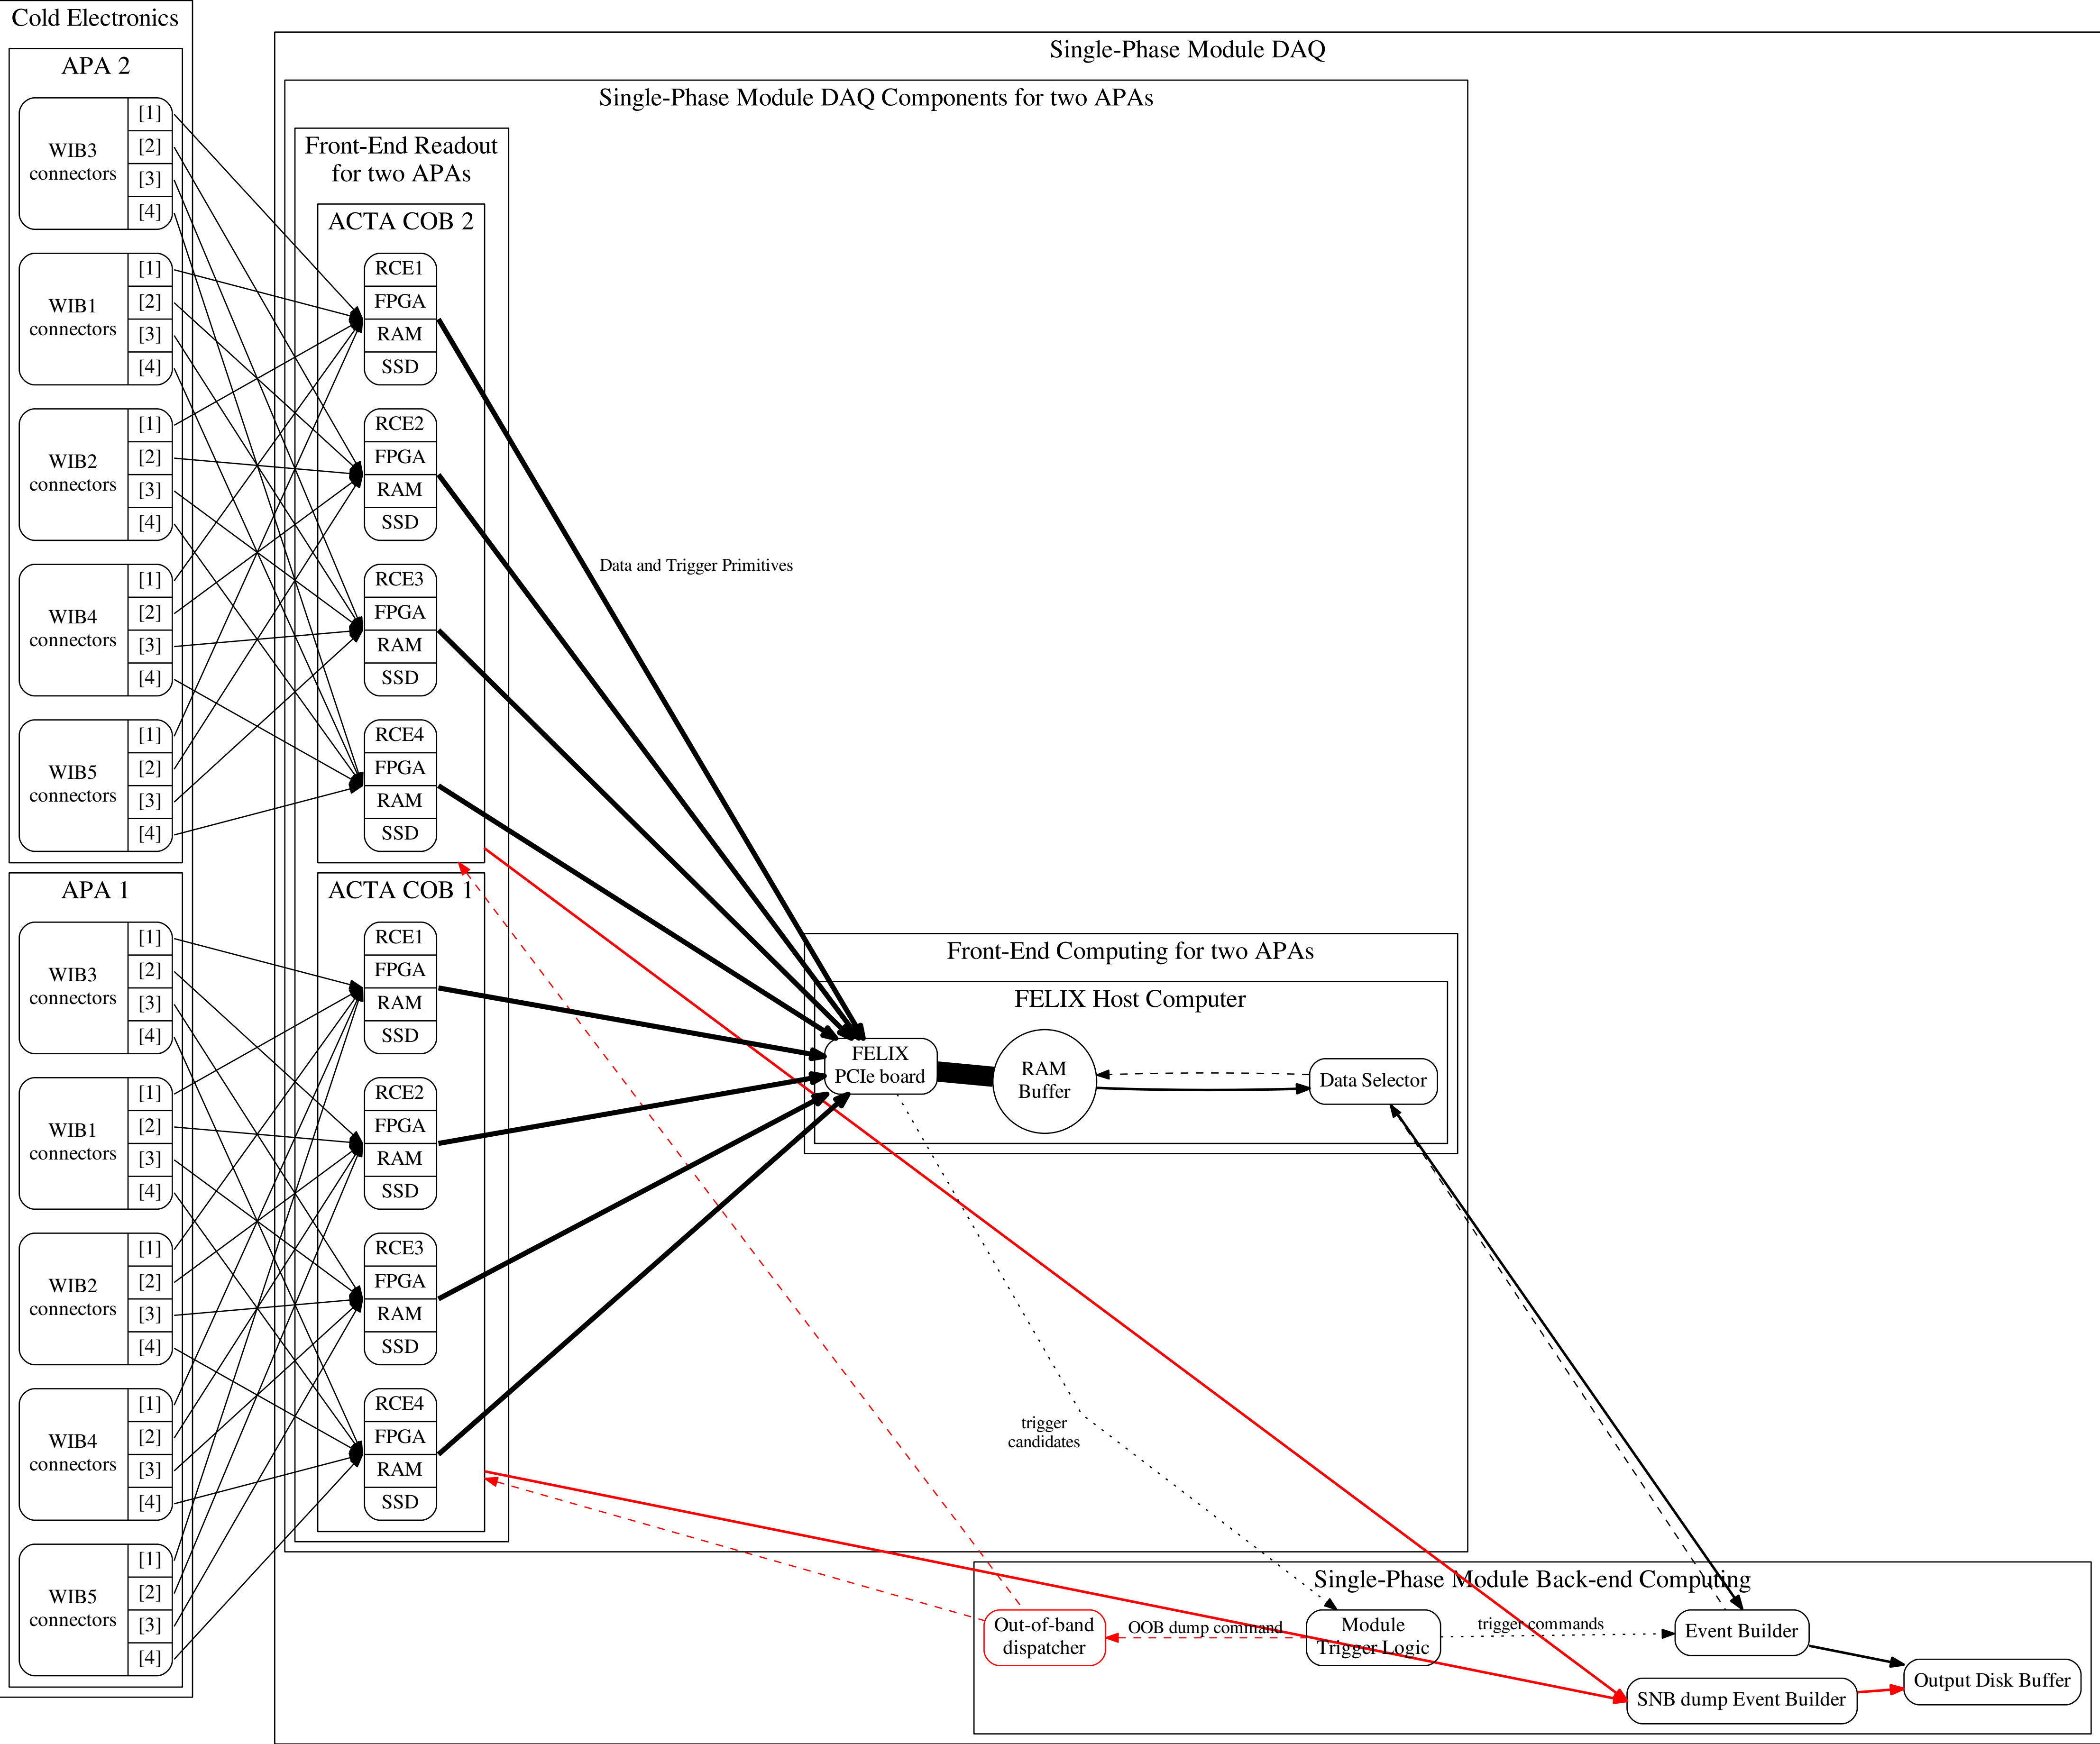 Cold Electronics
APA 2
WIB3
connectors
[1]
[2]
[3]
[4]
WIB1
connectors
[1]
[2]
[3]
[4]
WIB2
connectors
[1]
[2]
[3]
[4]
WIB4
connectors
[1]
[2]
[3]
[4]
WIB5
connectors
[1]
[2]
[3]
[4]
APA 1
WIB3
connectors
[1]
[2]
[3]
[4]
WIB1
connectors
[1]
[2]
[3]
[4]
WIB2
connectors
[1]
[2]
[3]
[4]
WIB4
connectors
[1]
[2]
[3]
[4]
WIB5
connectors
[1]
[2]
[3]
[4]
Single-Phase Module DAQ
Single-Phase Module DAQ Components for two APAs
Front-End Readout
for two APAs
ACTA COB 2
RCE1
FPGA
RAM
SSD
RCE2
FPGA
RAM
SSD
RCE3
FPGA
RAM
SSD
RCE4
FPGA
RAM
SSD
ACTA COB 1
RCE1
FPGA
RAM
SSD
RCE2
FPGA
RAM
SSD
RCE3
FPGA
RAM
SSD
RCE4
FPGA
RAM
SSD
Data and Trigger Primitives
Front-End Computing for two APAs
FELIX Host Computer
FELIX
PCIe board
RAM
Buffer
Data Selector
trigger
candidates
Single-Phase Module Back-end Computing
Out-of-band
dispatcher
OOB dump command
Module
Trigger Logic
trigger commands
Event Builder
SNB dump Event Builder
Output Disk Buffer